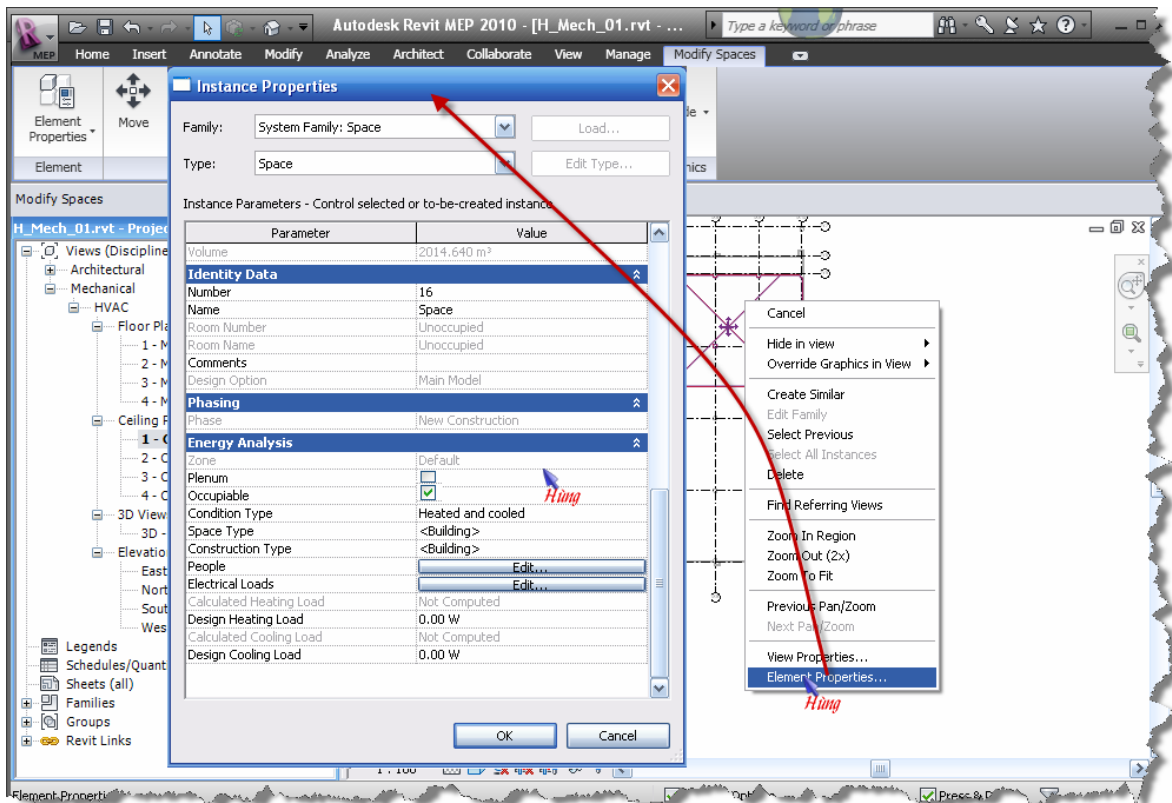 Autodesk Revit MEP 2010 - [H_Mech_01.rvt - ...
Type a keyword or phrase
MEP
Home Insert Annotate Modify Analyze Architect Collaborate View Manage Modify Spaces
Element
Properties
Move
Element
Modify Spaces
H_Mech_01.rvt - Projec
Views (Discipline
Architectural
Mechanical
HVAC
Floor Pla
1 - M
2 - M
3 - M
4 - M
Ceiling P
1 - C
2 - C
3 - C
4 - C
3D View
3D -
Elevatio
East
Nort
Sout
Wes
Legends
Schedules/Quant
Sheets (all)
Families
Groups
Revit Links
Instance Properties
Family: System Family: Space Load...
Type: Space Edit Type...
Instance Parameters - Control selected or to-be-created instance
Parameter Value
Volume 2014.640 m³
Identity Data
Number 16
Name Space
Room Number Unoccupied
Room Name Unoccupied
Comments
Design Option Main Model
Phasing
Phase New Construction
Energy Analysis
Zone Default
Plenum
Occupiable
Hùng
Condition Type Heated and cooled
Space Type <Building>
Construction Type <Building>
People Edit...
Electrical Loads Edit...
Calculated Heating Load Not Computed
Design Heating Load 0.00 W
Calculated Cooling Load Not Computed
Design Cooling Load 0.00 W
OK Cancel
Cancel
Hide in view
Override Graphics in View
Create Similar
Edit Family
Select Previous
Select All Instances
Delete
Find Referring Views
Zoom In Region
Zoom Out (2x)
Zoom To Fit
Previous Pan/Zoom
Next Pan/Zoom
View Properties...
Element Properties...
Hùng
1 : 100